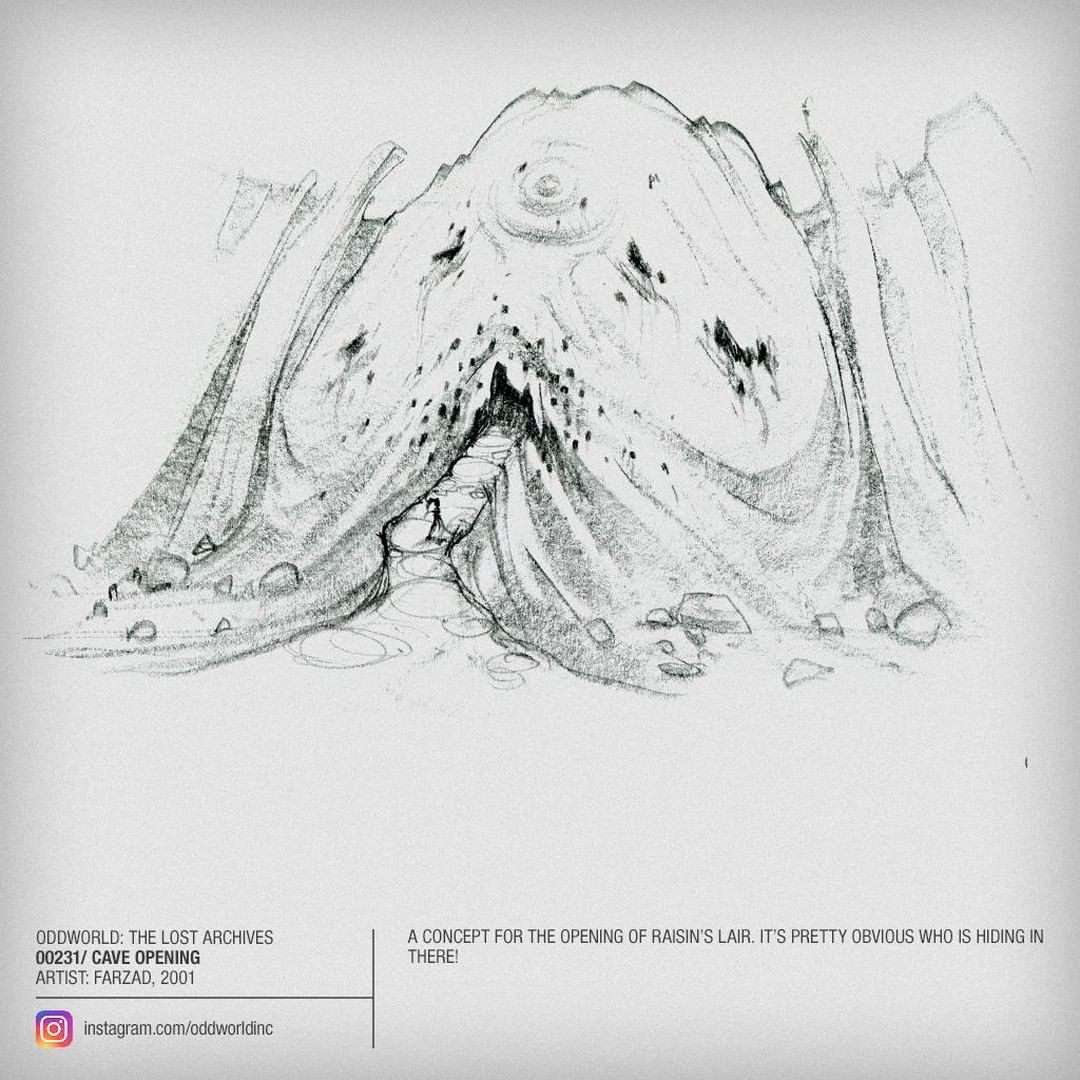 ODDWORLD: THE LOST ARCHIVES
00231/ CAVE OPENING
ARTIST: FARZAD, 2001
instagram.com/oddworldinc
A CONCEPT FOR THE OPENING OF RAISIN'S LAIR. IT'S PRETTY OBVIOUS WHO IS HIDING IN
THERE!